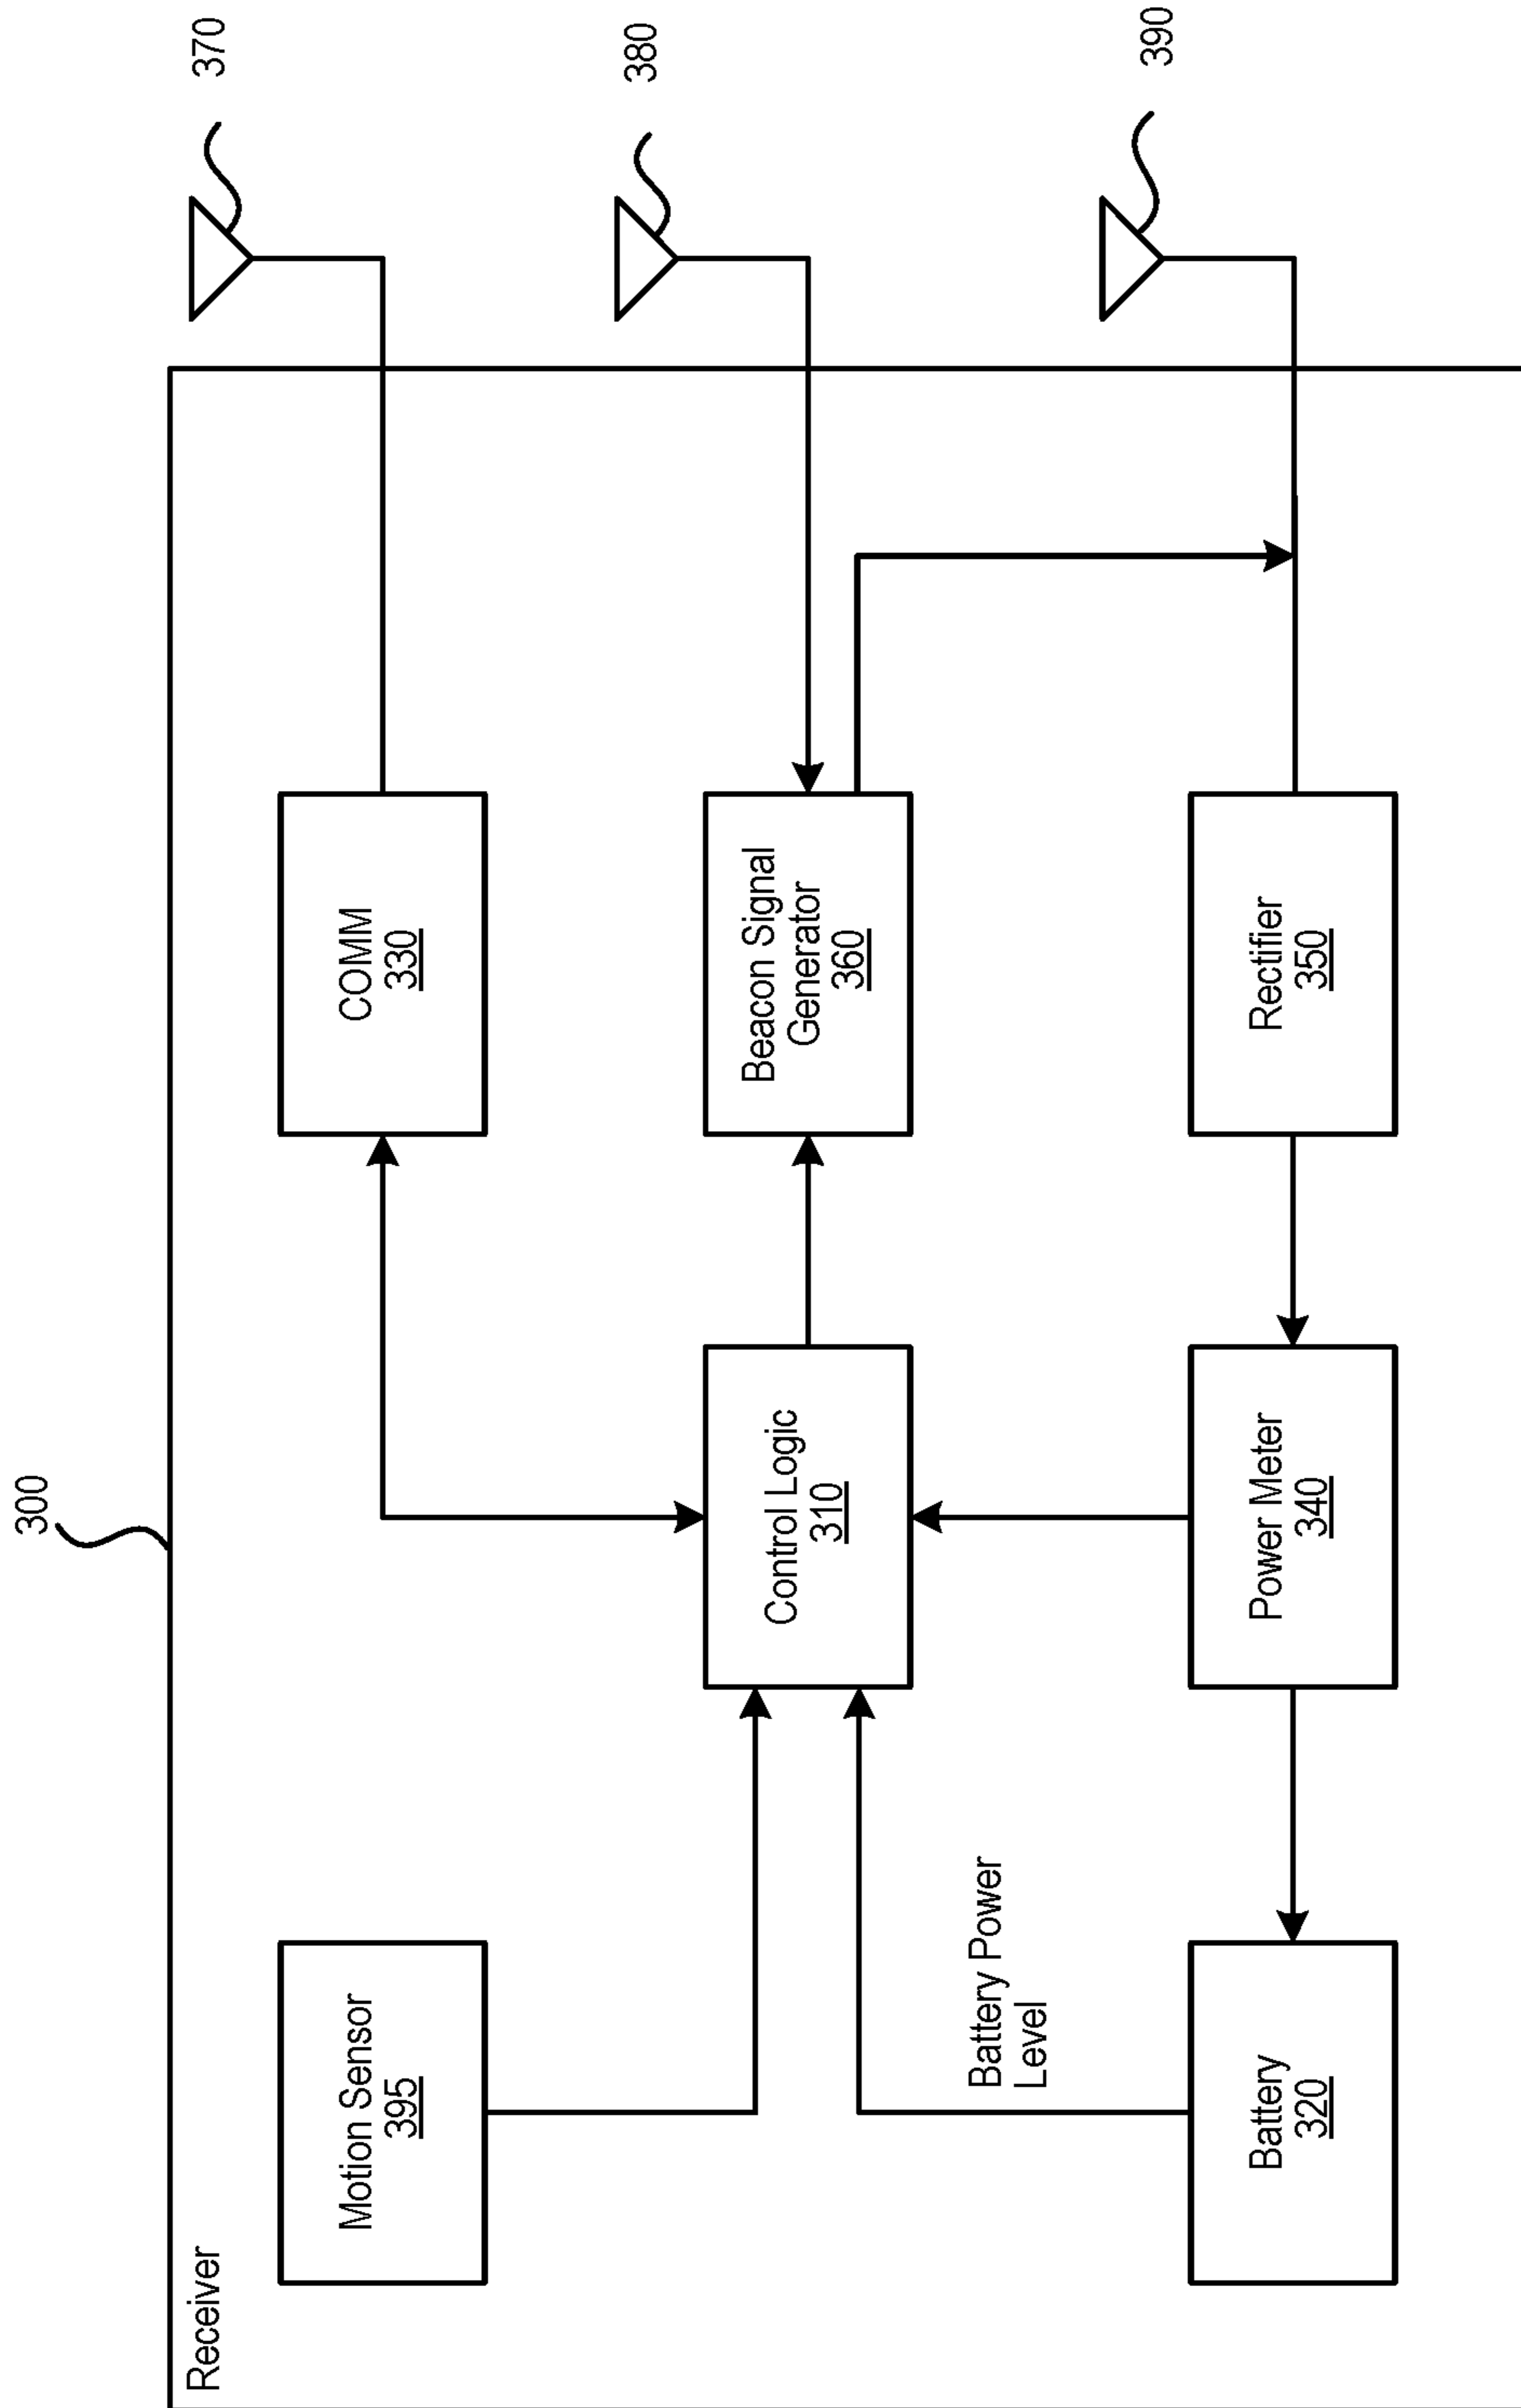 300
Receiver
Motion Sensor
395
COMM
330
370
Control Logic
310
Beacon Signal
Generator
360
380
Battery Power
Level
Battery
320
Power Meter
340
Rectifier
350
390